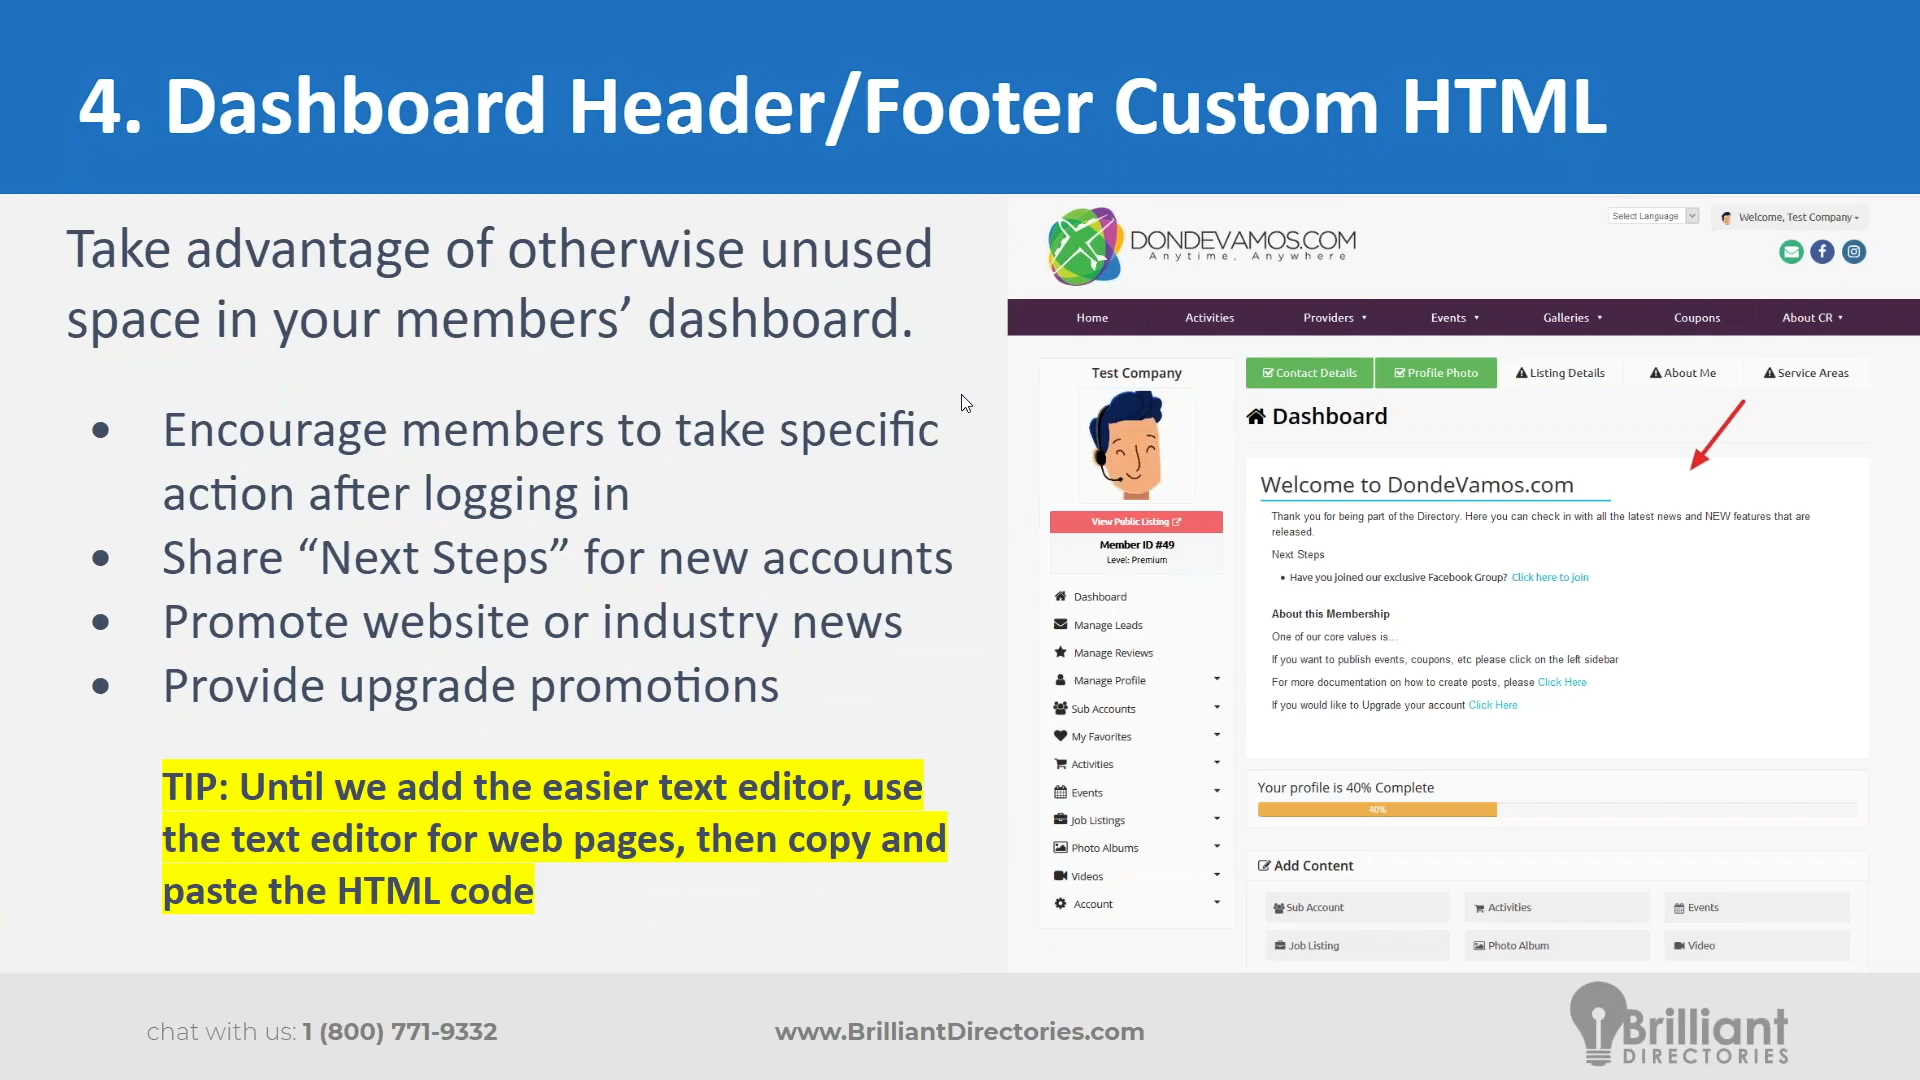 4. Dashboard Header/Footer Custom HTML
Take advantage of otherwise unused
space in your members’ dashboard.
• Encourage members to take specific
action after logging in
• Share “Next Steps” for new accounts
• Promote website or industry news
• Provide upgrade promotions
TIP: Until we add the easier text editor, use
the text editor for web pages, then copy and
paste the HTML code
DONDEVAMOS.COM
Anytime, Anywhere
Select Language
Welcome, Test Company
Home Activities Providers Events Galleries Coupons About CR
Test Company
View Public Listing
Member ID #49
Level: Premium
Dashboard
Manage Leads
Manage Reviews
Manage Profile
Sub Accounts
My Favorites
Activities
Events
Job Listings
Photo Albums
Videos
Account
Contact Details Profile Photo Listing Details About Me Service Areas
Dashboard
Welcome to DondeVamos.com
Thank you for being part of the Directory. Here you can check in with all the latest news and NEW features that are
released.
Next Steps
• Have you joined our exclusive Facebook Group? Click here to join
About this Membership
One of our core values is...
If you want to publish events, coupons, etc please click on the left sidebar
For more documentation on how to create posts, please Click Here
If you would like to Upgrade your account Click Here
Your profile is 40% Complete
40%
Add Content
Sub Account Activities Events
Job Listing Photo Album Video
chat with us: 1 (800) 771-9332
www.BrilliantDirectories.com
Brilliant
DIRECTORIES